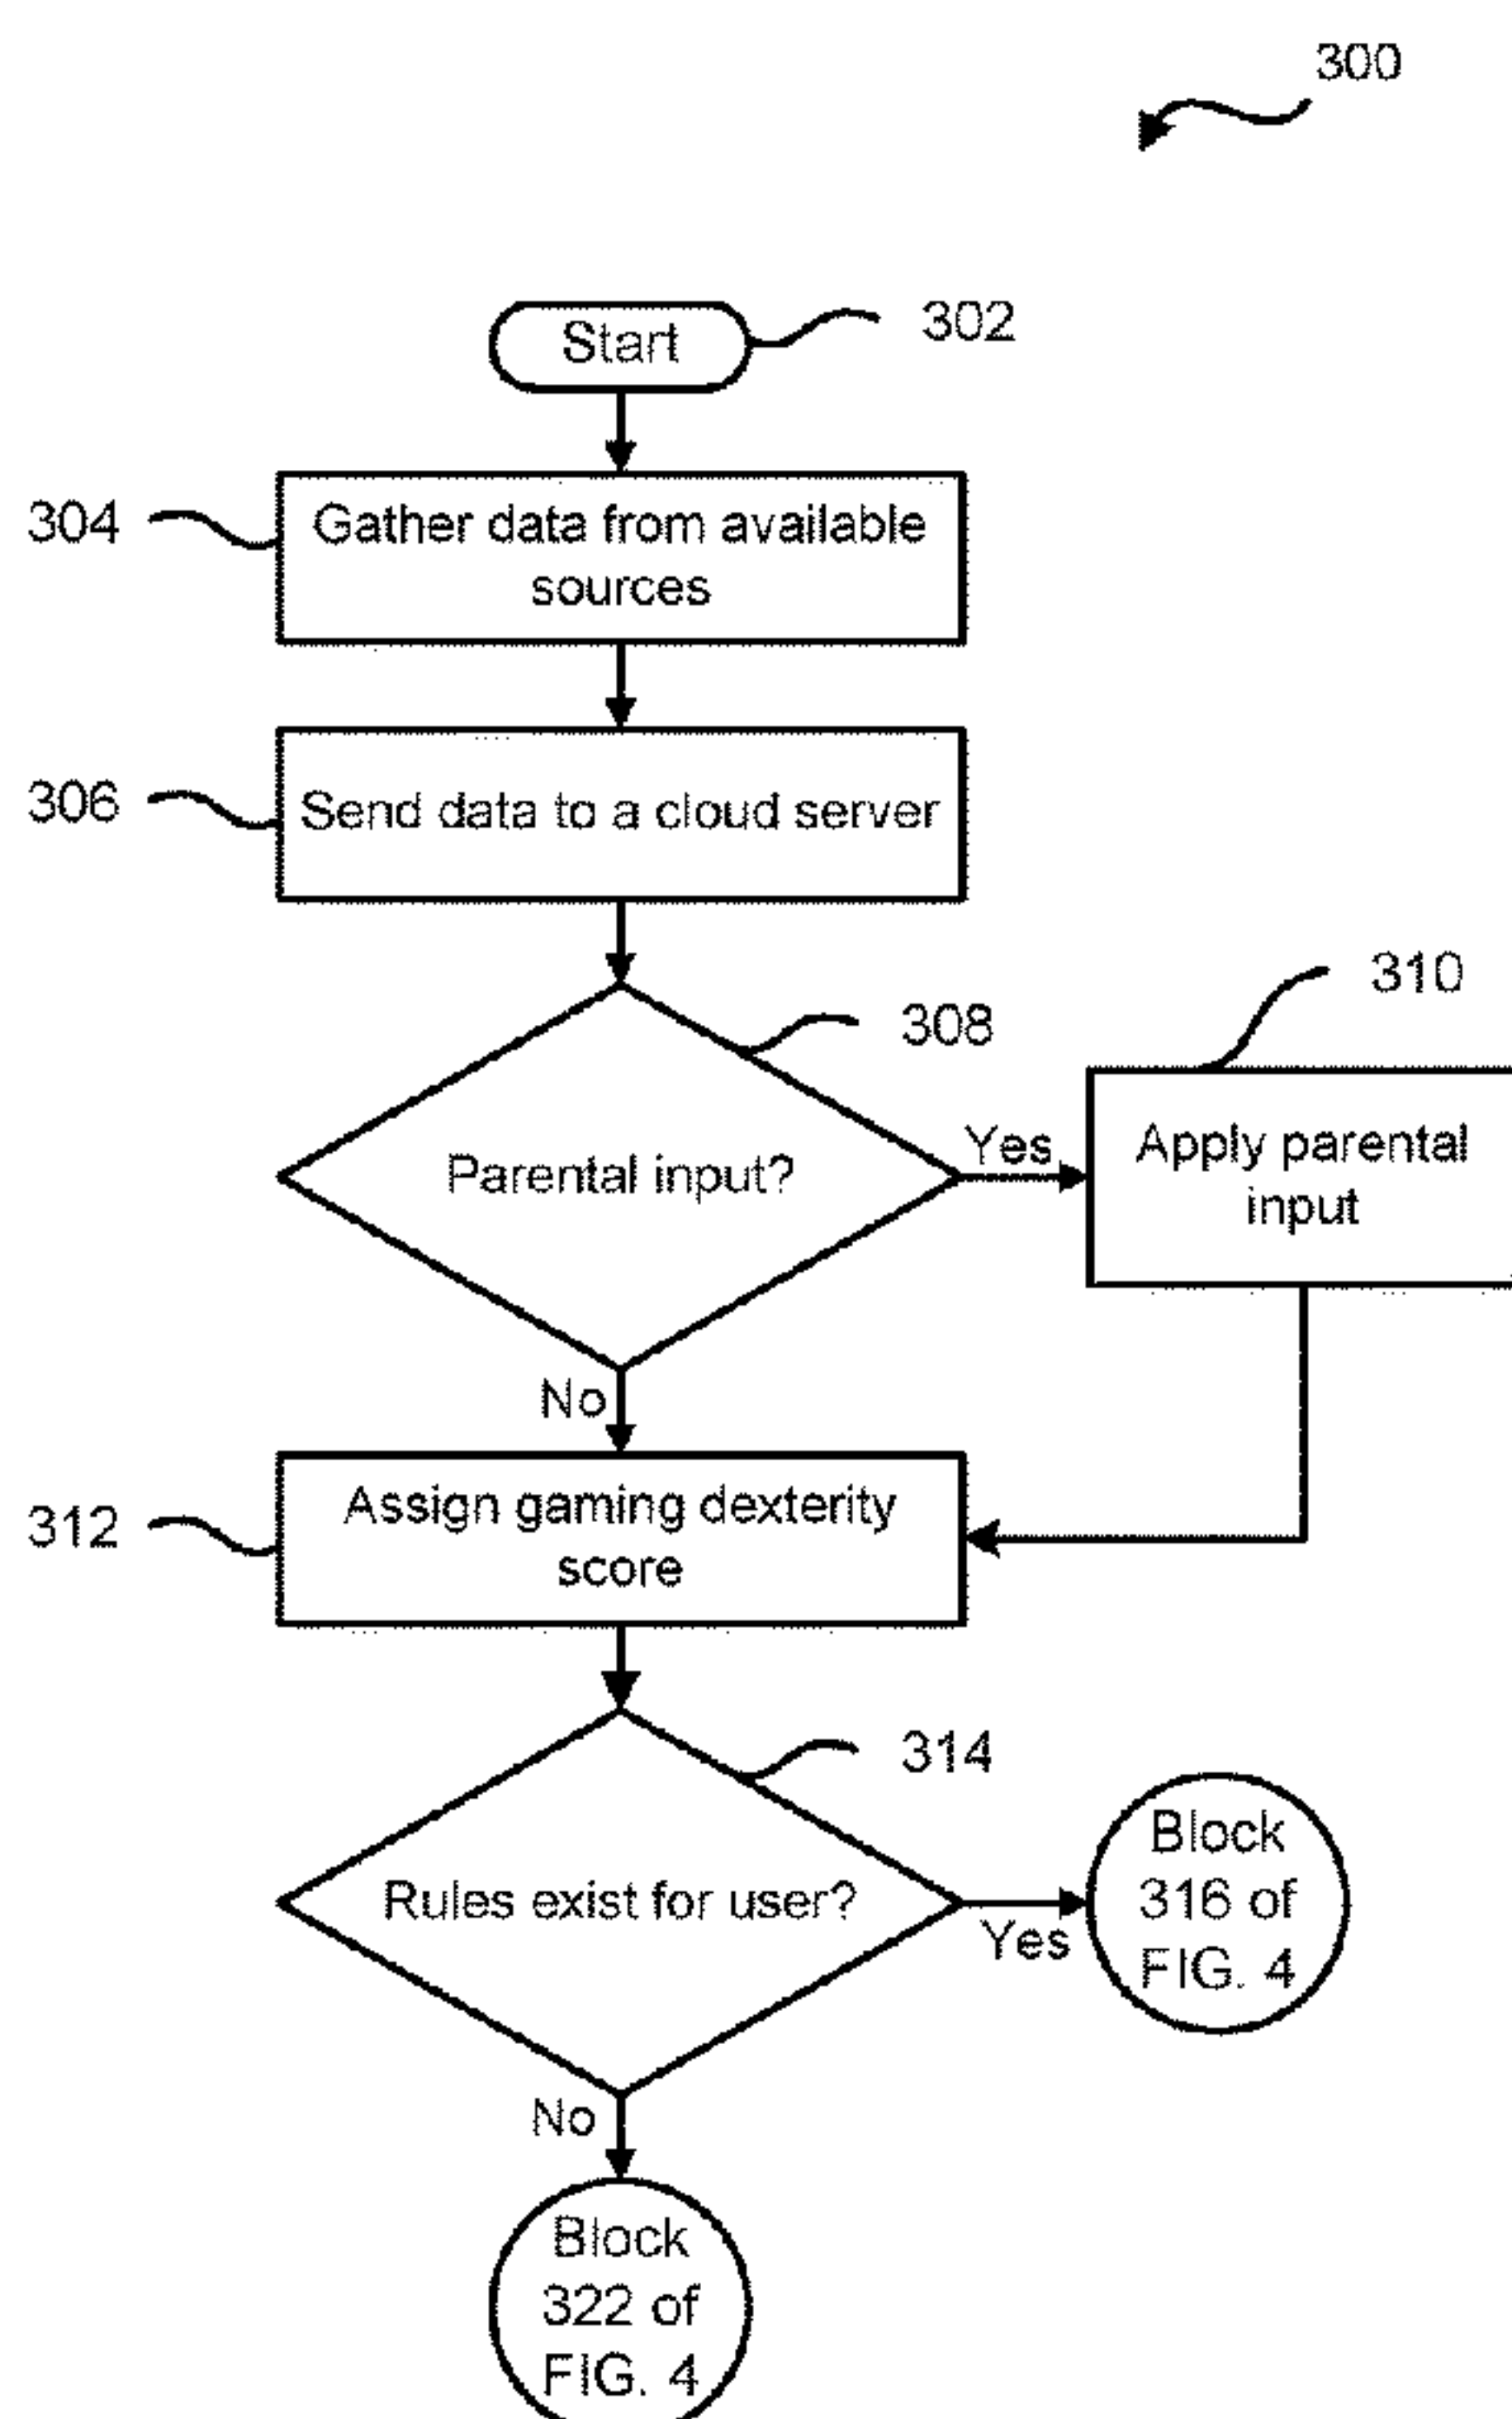 300
Start
302
304
Gather data from available
sources
306
Send data to a cloud server
308
310
Parental input?
Yes
Apply parental
input
No
312
Assign gaming dexterity
score
314
Rules exist for user?
Yes
Block
316 of
FIG. 4
No
Block
322 of
FIG. 4